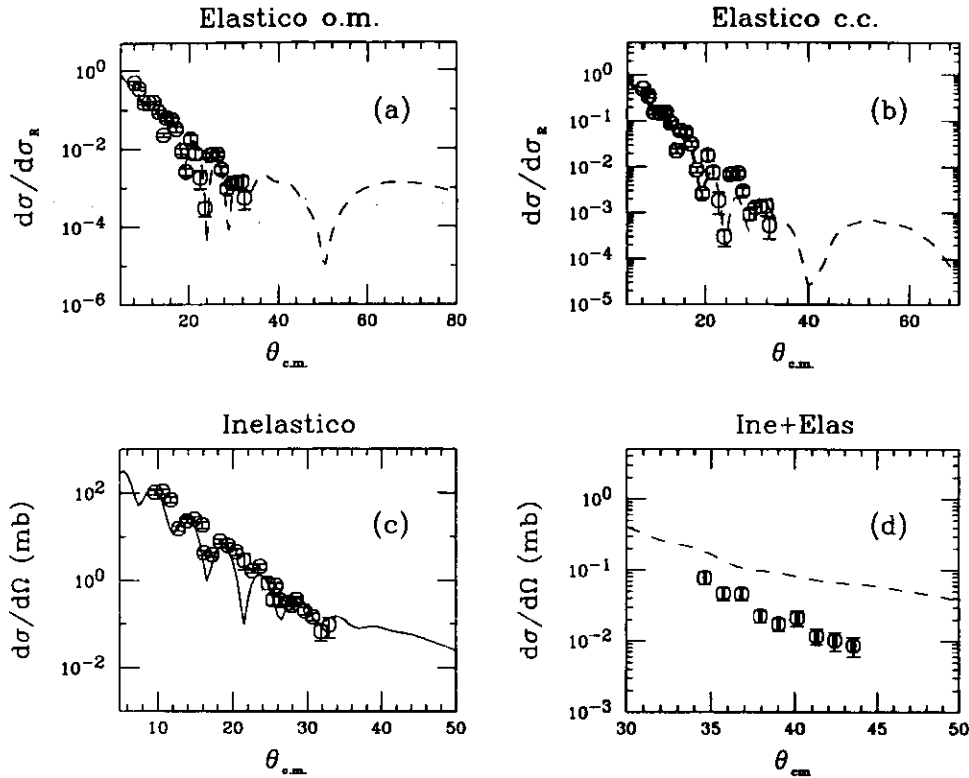 Elastico o.m.
dσ/dσ_R
10^0
10^-2
10^-4
10^-6
(a)
20 40 60 80
θ_c.m.
Elastico c.c.
dσ/dσ_R
10^0
10^-1
10^-2
10^-3
10^-4
10^-5
(b)
20 40 60
θ_c.m.
Inelastico
dσ/dΩ (mb)
10^2
10^0
10^-2
(c)
10 20 30 40 50
θ_c.m.
Ine+Elas
dσ/dΩ (mb)
10^0
10^-1
10^-2
10^-3
(d)
30 35 40 45 50
θ_cm